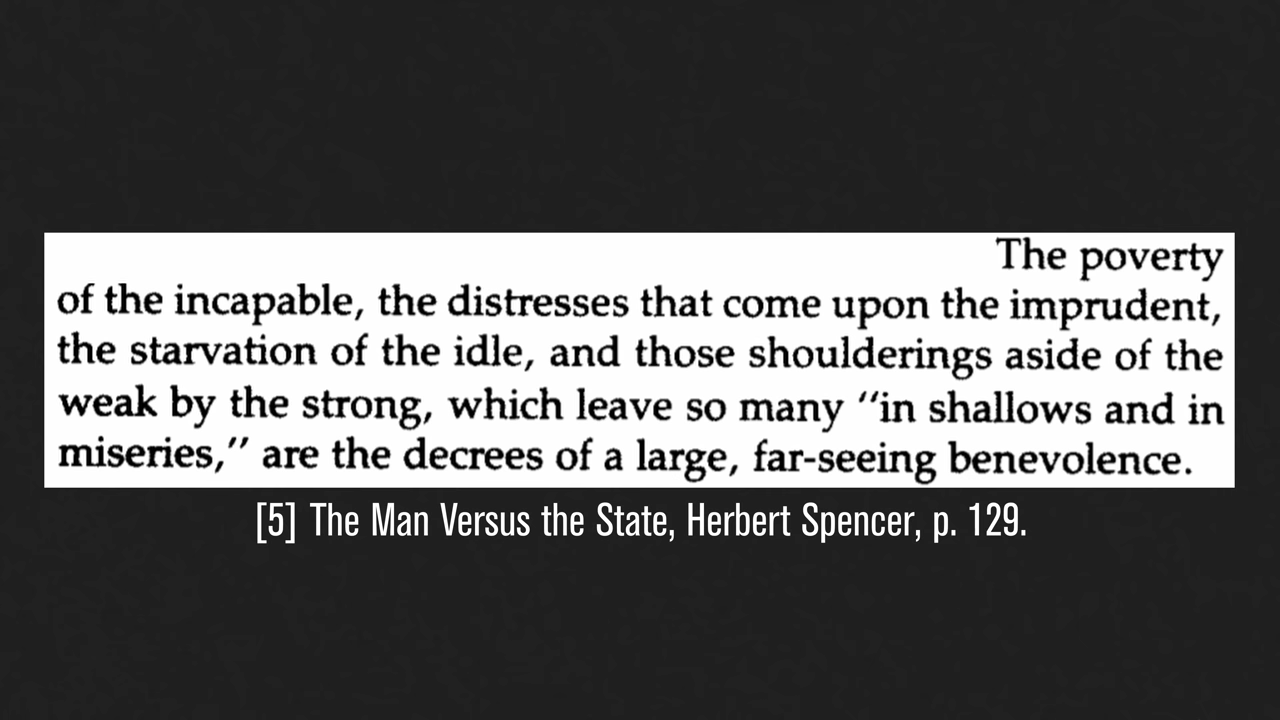 The poverty
of the incapable, the distresses that come upon the imprudent,
the starvation of the idle, and those shoulderings aside of the
weak by the strong, which leave so many “in shallows and in
miseries,” are the decrees of a large, far-seeing benevolence.
[5] The Man Versus the State, Herbert Spencer, p. 129.